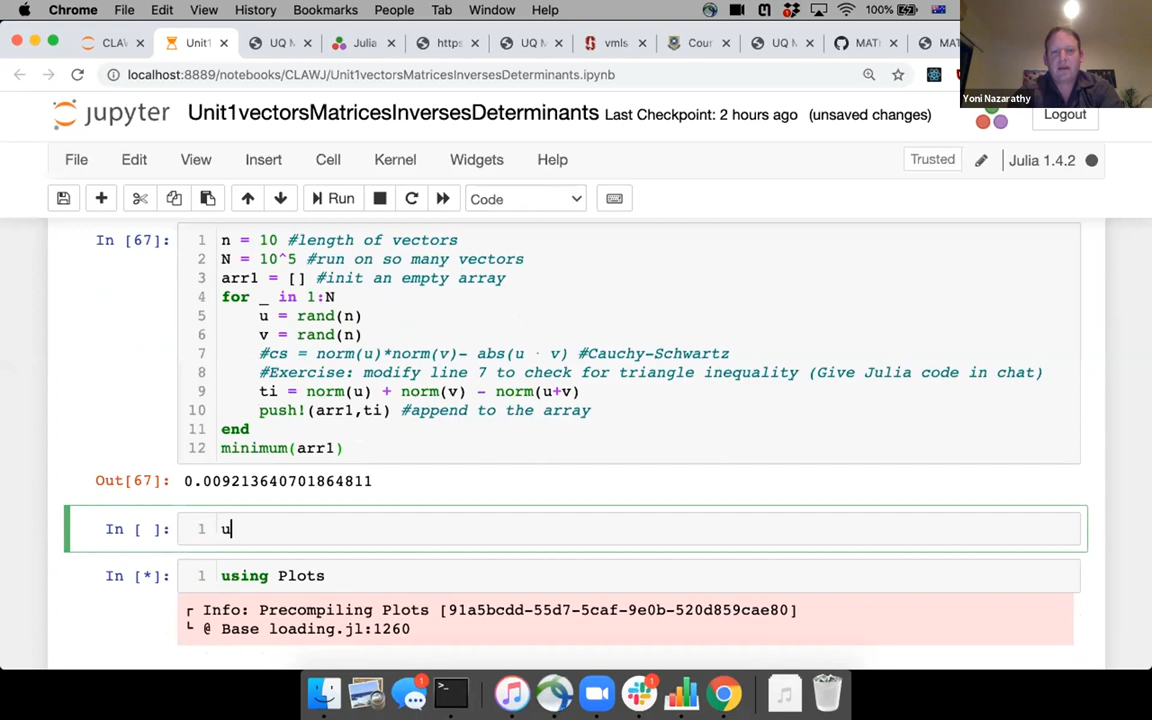 Chrome File Edit View History Bookmarks People Tab Window Help 100%
CLAW Unit1 UQ M Julia https UQ M vmls Cour UQ M MATI MAT
localhost:8889/notebooks/CLAWJ/Unit1vectorsMatricesInversesDeterminants.ipynb
Yoni Nazarathy
jupyter Unit1vectorsMatricesInversesDeterminants Last Checkpoint: 2 hours ago (unsaved changes) Logout
File Edit View Insert Cell Kernel Widgets Help Trusted Julia 1.4.2
Run Code
In [67]: 1 n = 10 #length of vectors
2 N = 10^5 #run on so many vectors
3 arr1 = [] #init an empty array
4 for _ in 1:N
5 u = rand(n)
6 v = rand(n)
7 #cs = norm(u)*norm(v)- abs(u · v) #Cauchy-Schwartz
8 #Exercise: modify line 7 to check for triangle inequality (Give Julia code in chat)
9 ti = norm(u) + norm(v) - norm(u+v)
10 push!(arr1,ti) #append to the array
11 end
12 minimum(arr1)
Out[67]: 0.009213640701864811
In [ ]: 1 u
In [*]: 1 using Plots
┌ Info: Precompiling Plots [91a5bcdd-55d7-5caf-9e0b-520d859cae80]
└ @ Base loading.jl:1260